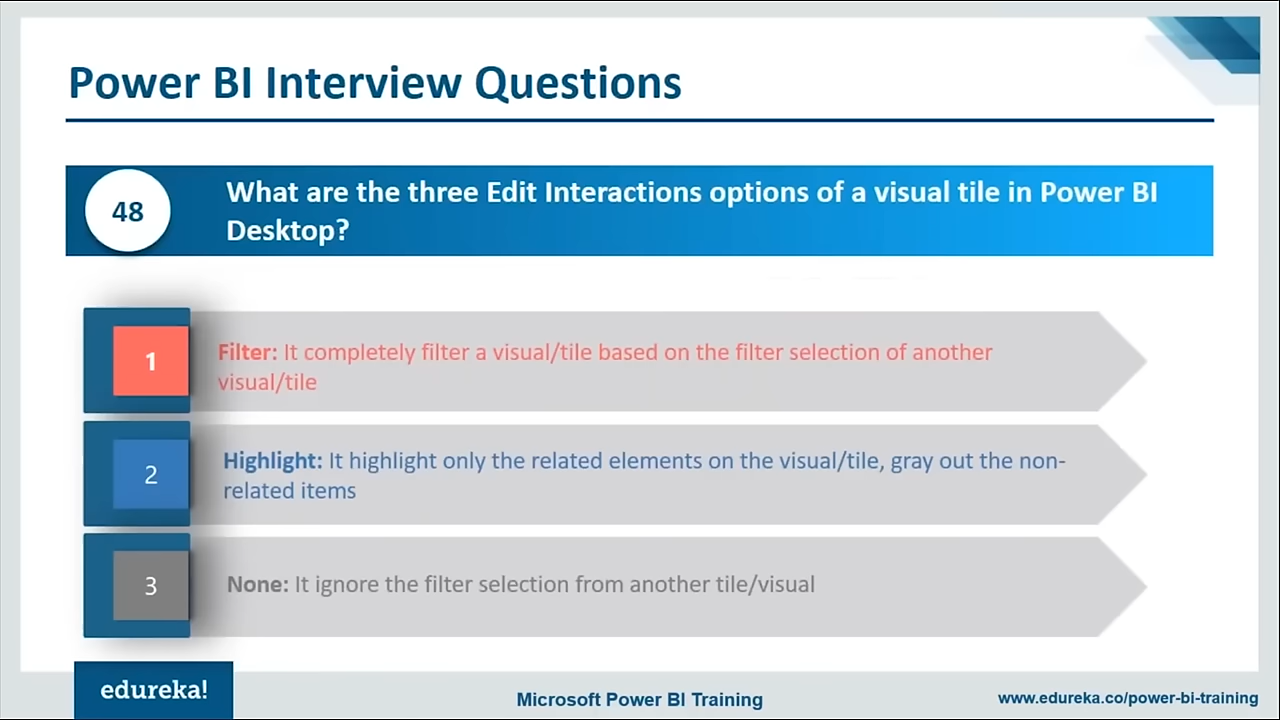 Power BI Interview Questions
48
What are the three Edit Interactions options of a visual tile in Power BI
Desktop?
1
Filter: It completely filter a visual/tile based on the filter selection of another
visual/tile
2
Highlight: It highlight only the related elements on the visual/tile, gray out the non-
related items
3
None: It ignore the filter selection from another tile/visual
edureka!
Microsoft Power BI Training
www.edureka.co/power-bi-training